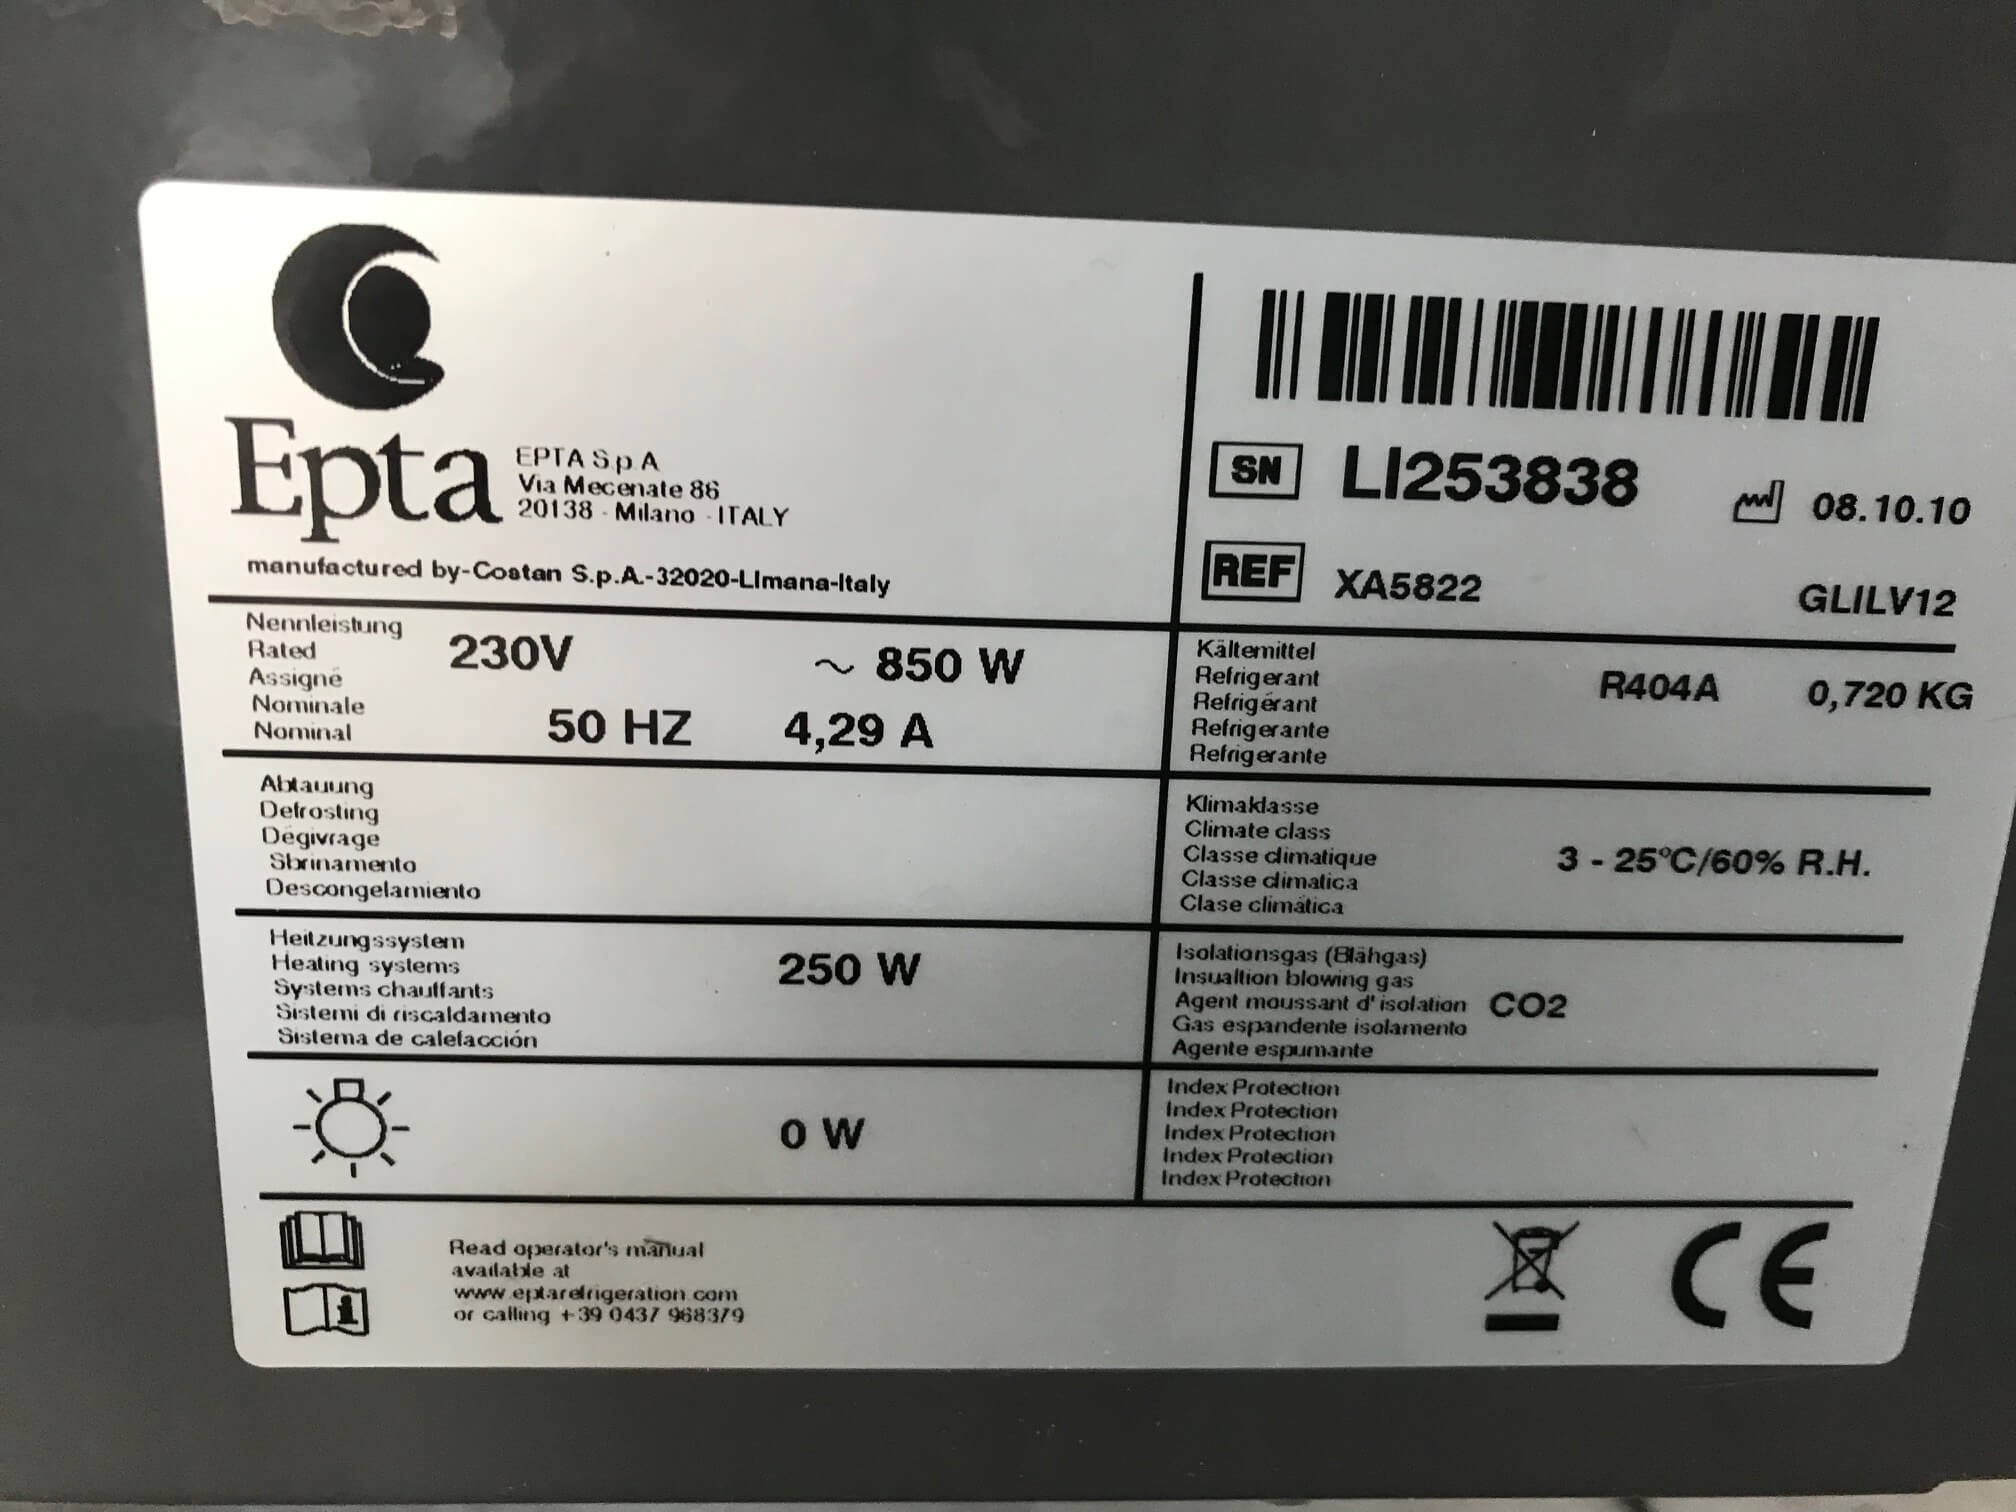 Epta
EPTA S.p.A
Via Mecenate 86
20138 - Milano - ITALY
manufactured by-Costan S.p.A.-32020-LImana-Italy
SN LI253838 08.10.10
REF XA5822 GLILV12
Nennleistung
Rated
Assigné
Nominale
Nominal
230V ~ 850 W
50 HZ 4,29 A
Kältemittel
Refrigerant
Refrigérant
Refrigerante
Refrigerante
R404A 0,720 KG
Abtauung
Defrosting
Dégivrage
Sbrinamento
Descongelamiento
Klimaklasse
Climate class
Classe climatique
Classe climatica
Clase climática
3 - 25°C/60% R.H.
Heitzungssystem
Heating systems
Systems chauffants
Sistemi di riscaldamento
Sistema de calefacción
250 W
Isolationsgas (Blähgas)
Insualtion blowing gas
Agent moussant d' isolation
Gas espandente isolamento
Agente espumante
CO2
0 W
Index Protection
Index Protection
Index Protection
Index Protection
Index Protection
Read operator's manual
available at
www.eptarefrigeration.com
or calling +39 0437 968379
CE